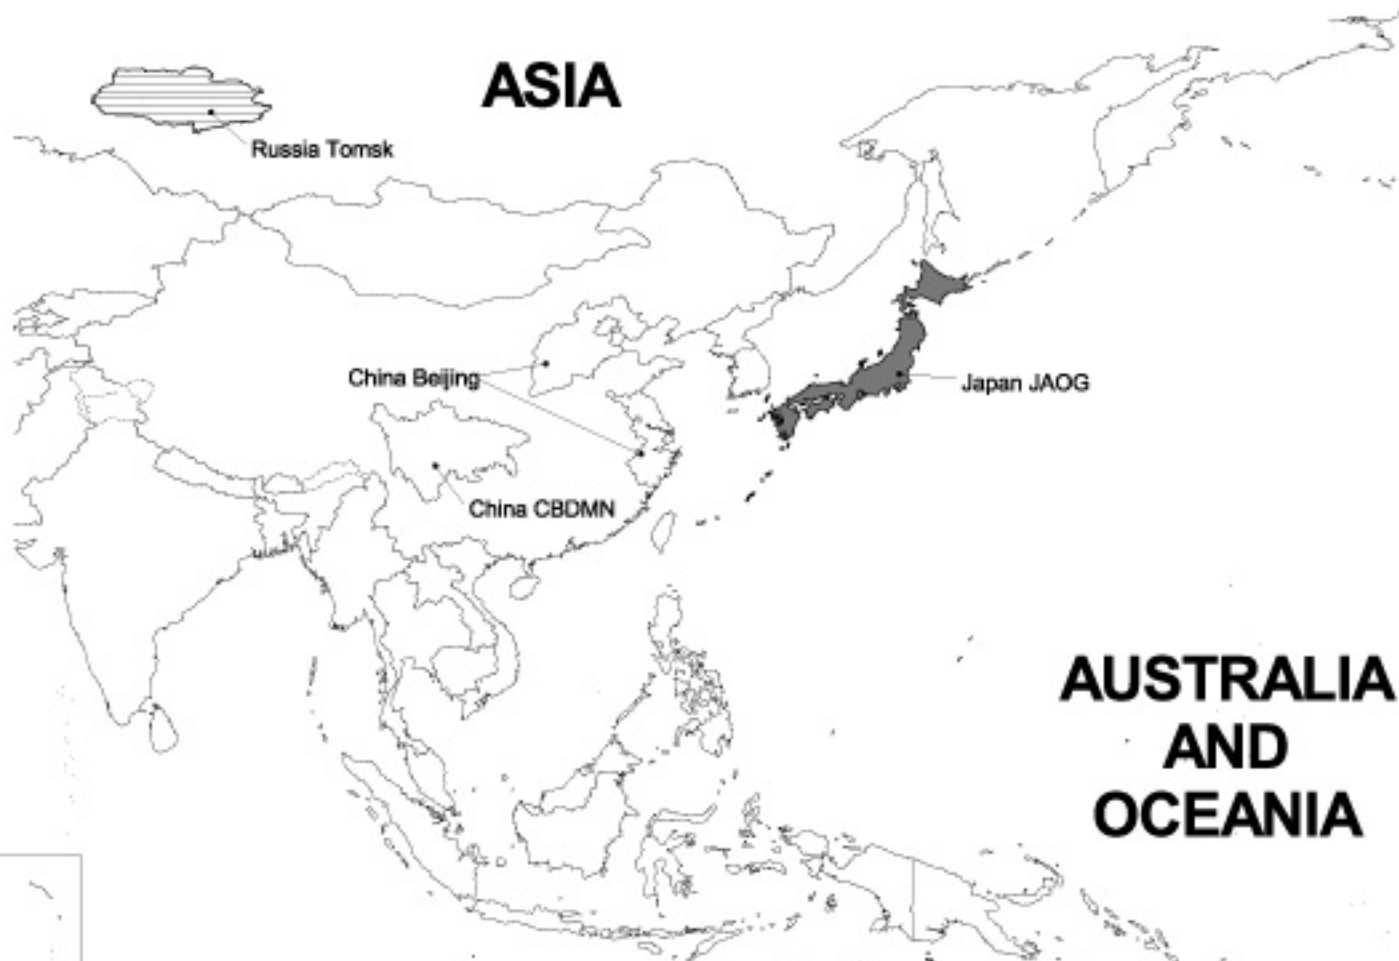 ASIA
Russia Tomsk
China Beijing
Japan JAOG
China CBDMN
AUSTRALIA
AND
OCEANIA